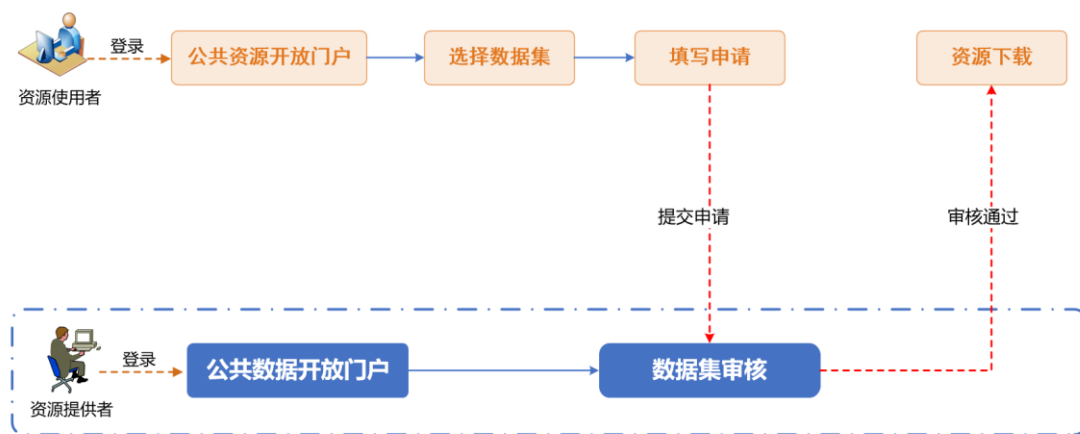 登录
公共资源开放门户
选择数据集
填写申请
资源下载
资源使用者
提交申请
审核通过
登录
公共数据开放门户
数据集审核
资源提供者